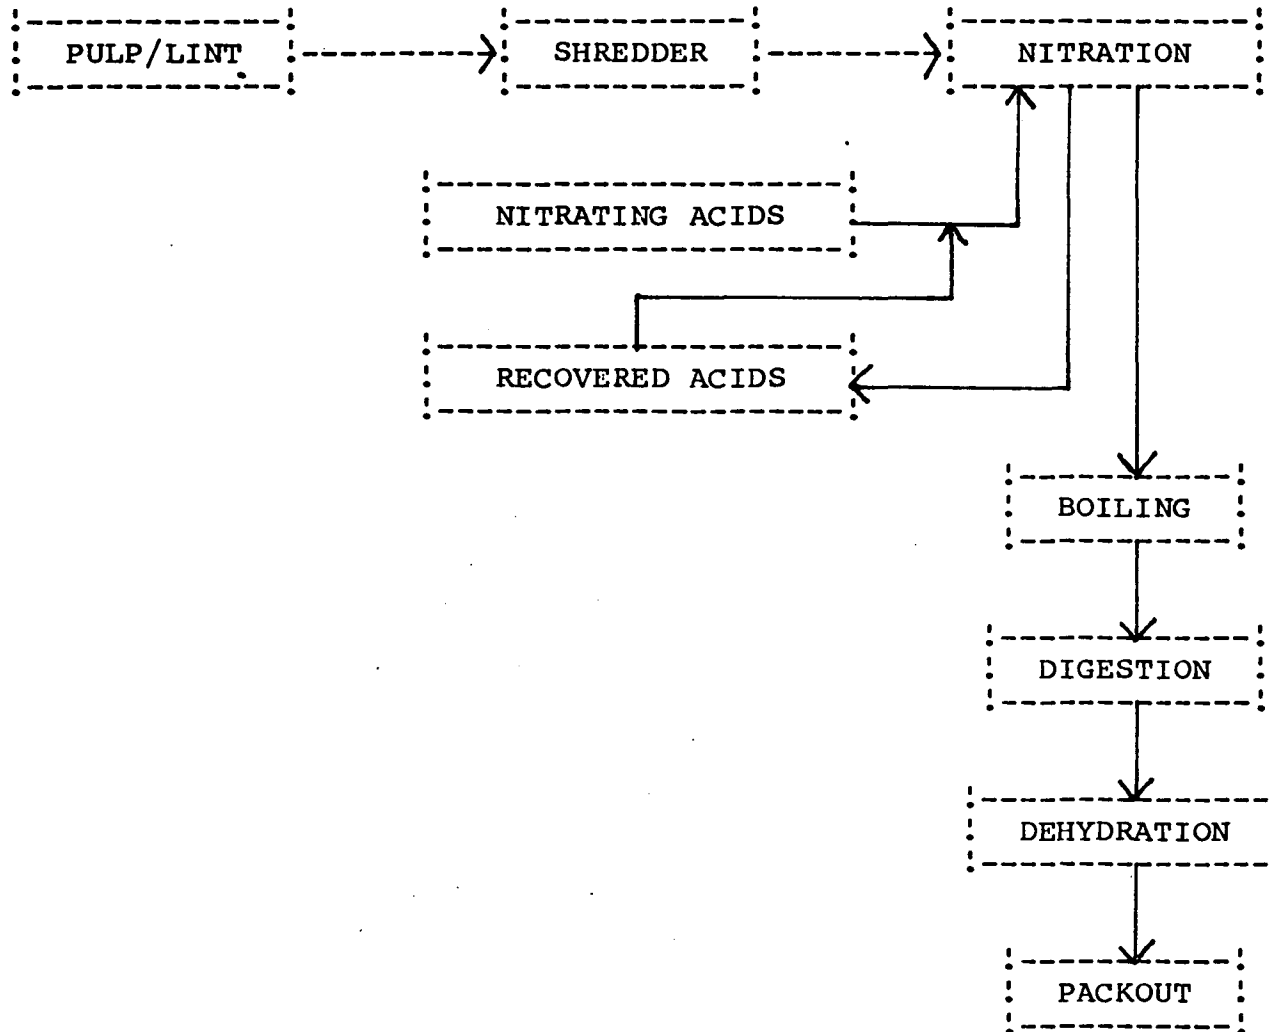 PULP/LINT
SHREDDER
NITRATION
NITRATING ACIDS
RECOVERED ACIDS
BOILING
DIGESTION
DEHYDRATION
PACKOUT